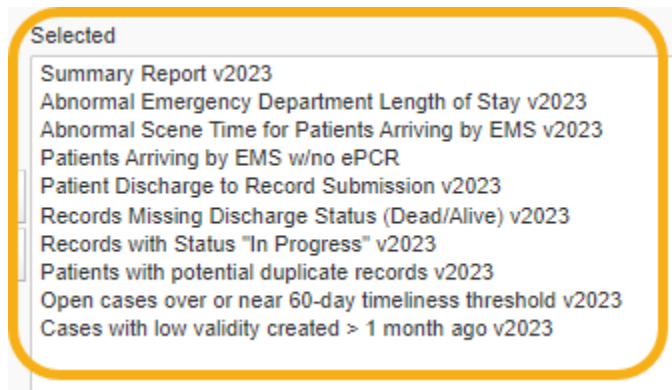 Selected
Summary Report v2023
Abnormal Emergency Department Length of Stay v2023
Abnormal Scene Time for Patients Arriving by EMS v2023
Patients Arriving by EMS w/no ePCR
Patient Discharge to Record Submission v2023
Records Missing Discharge Status (Dead/Alive) v2023
Records with Status "In Progress" v2023
Patients with potential duplicate records v2023
Open cases over or near 60-day timeliness threshold v2023
Cases with low validity created > 1 month ago v2023